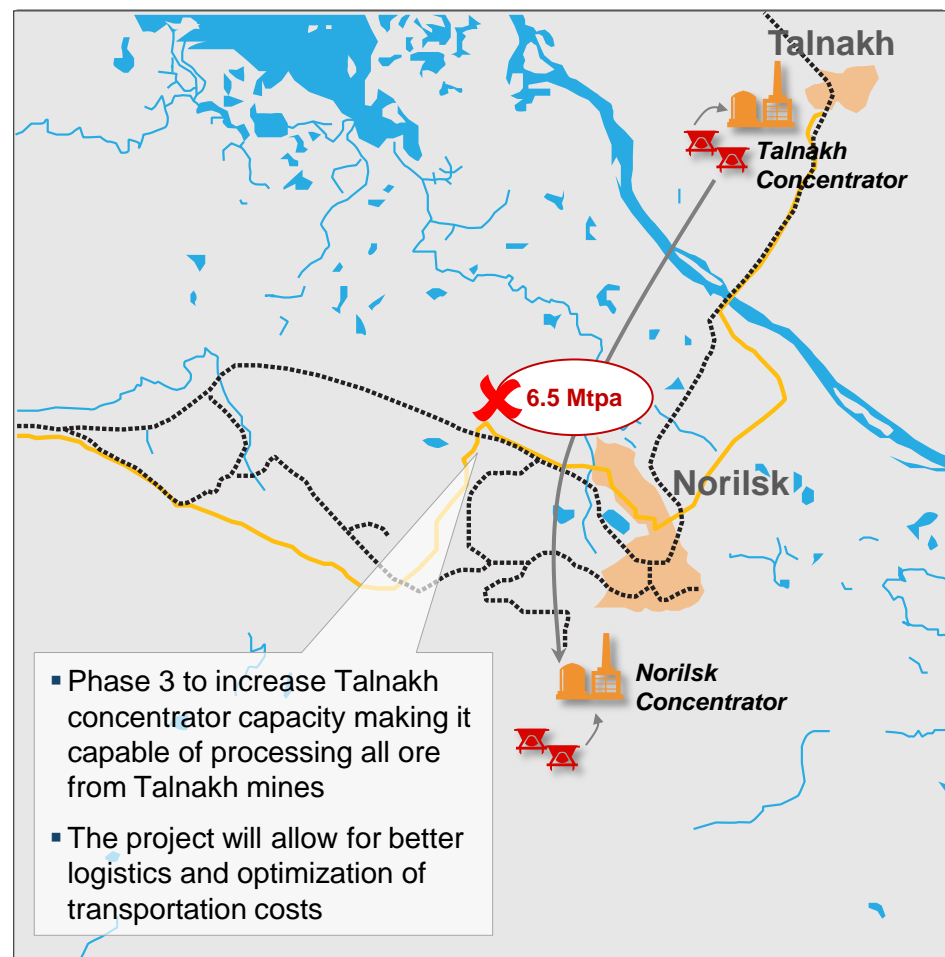 Talnakh
Talnakh
Concentrator
6.5 Mtpa
Norilsk
Norilsk
Concentrator
▪ Phase 3 to increase Talnakh
concentrator capacity making it
capable of processing all ore
from Talnakh mines
▪ The project will allow for better
logistics and optimization of
transportation costs